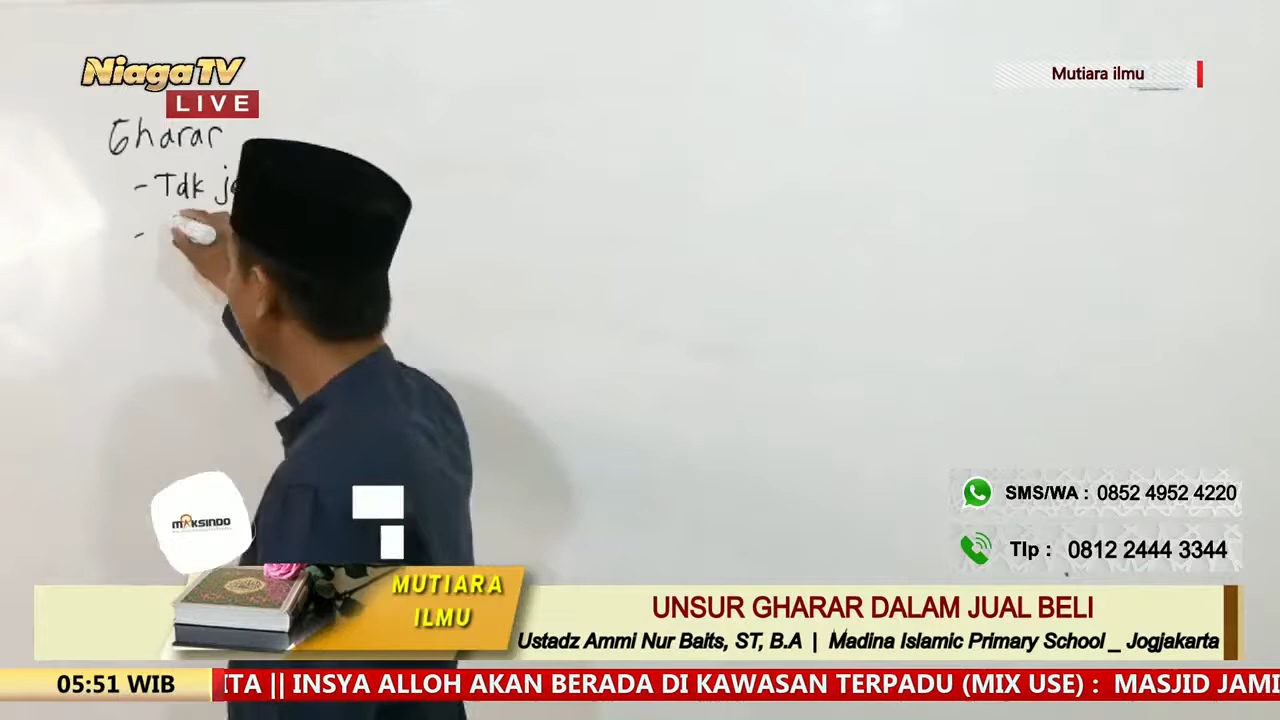 NiagaTV
LIVE
Mutiara ilmu
Gharar
- Tdk
-
MAKSINDO
SMS/WA : 0852 4952 4220
Tlp : 0812 2444 3344
MUTIARA
ILMU
UNSUR GHARAR DALAM JUAL BELI
Ustadz Ammi Nur Baits, ST, B.A | Madina Islamic Primary School _ Jogjakarta
05:51 WIB
ITA || INSYA ALLOH AKAN BERADA DI KAWASAN TERPADU (MIX USE) : MASJID JAMI